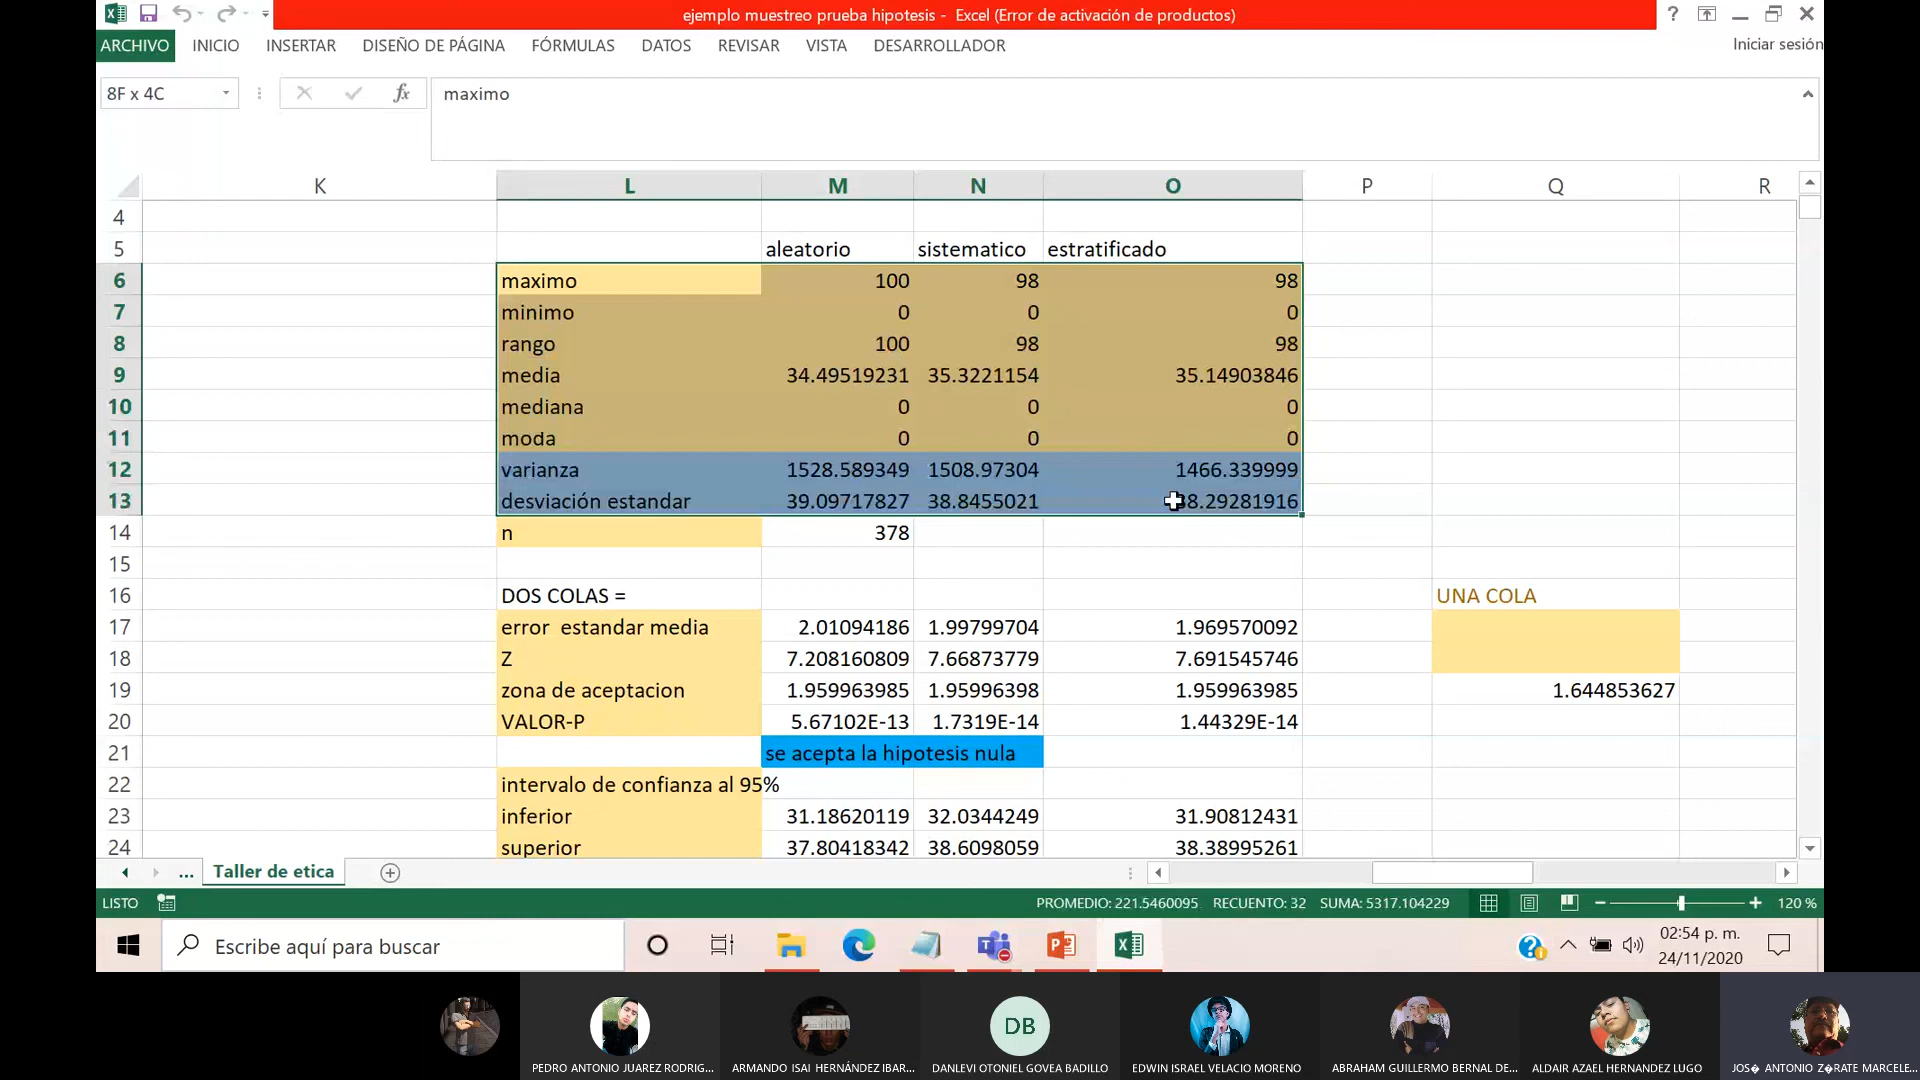 ejemplo muestreo prueba hipotesis - Excel (Error de activación de productos)
ARCHIVO INICIO INSERTAR DISEÑO DE PÁGINA FÓRMULAS DATOS REVISAR VISTA DESARROLLADOR Iniciar sesión
8F x 4C fx maximo
K L M N O P Q R
4
5 aleatorio sistematico estratificado
6 maximo 100 98 98
7 minimo 0 0 0
8 rango 100 98 98
9 media 34.49519231 35.3221154 35.14903846
10 mediana 0 0 0
11 moda 0 0 0
12 varianza 1528.589349 1508.97304 1466.339999
13 desviación estandar 39.09717827 38.8455021 38.29281916
14 n 378
15
16 DOS COLAS = UNA COLA
17 error estandar media 2.01094186 1.99799704 1.969570092
18 Z 7.208160809 7.66873779 7.691545746
19 zona de aceptacion 1.959963985 1.95996398 1.959963985 1.644853627
20 VALOR-P 5.67102E-13 1.7319E-14 1.44329E-14
21 se acepta la hipotesis nula
22 intervalo de confianza al 95%
23 inferior 31.18620119 32.0344249 31.90812431
24 superior 37.80418342 38.6098059 38.38995261
... Taller de etica
LISTO PROMEDIO: 221.5460095 RECUENTO: 32 SUMA: 5317.104229 120 %
Escribe aquí para buscar
02:54 p. m.
24/11/2020
DB
PEDRO ANTONIO JUAREZ RODRIG... ARMANDO ISAI HERNÁNDEZ IBAR... DANLEVI OTONIEL GOVEA BADILLO EDWIN ISRAEL VELACIO MORENO ABRAHAM GUILLERMO BERNAL DE... ALDAIR AZAEL HERNANDEZ LUGO JOS� ANTONIO Z�RATE MARCELE...